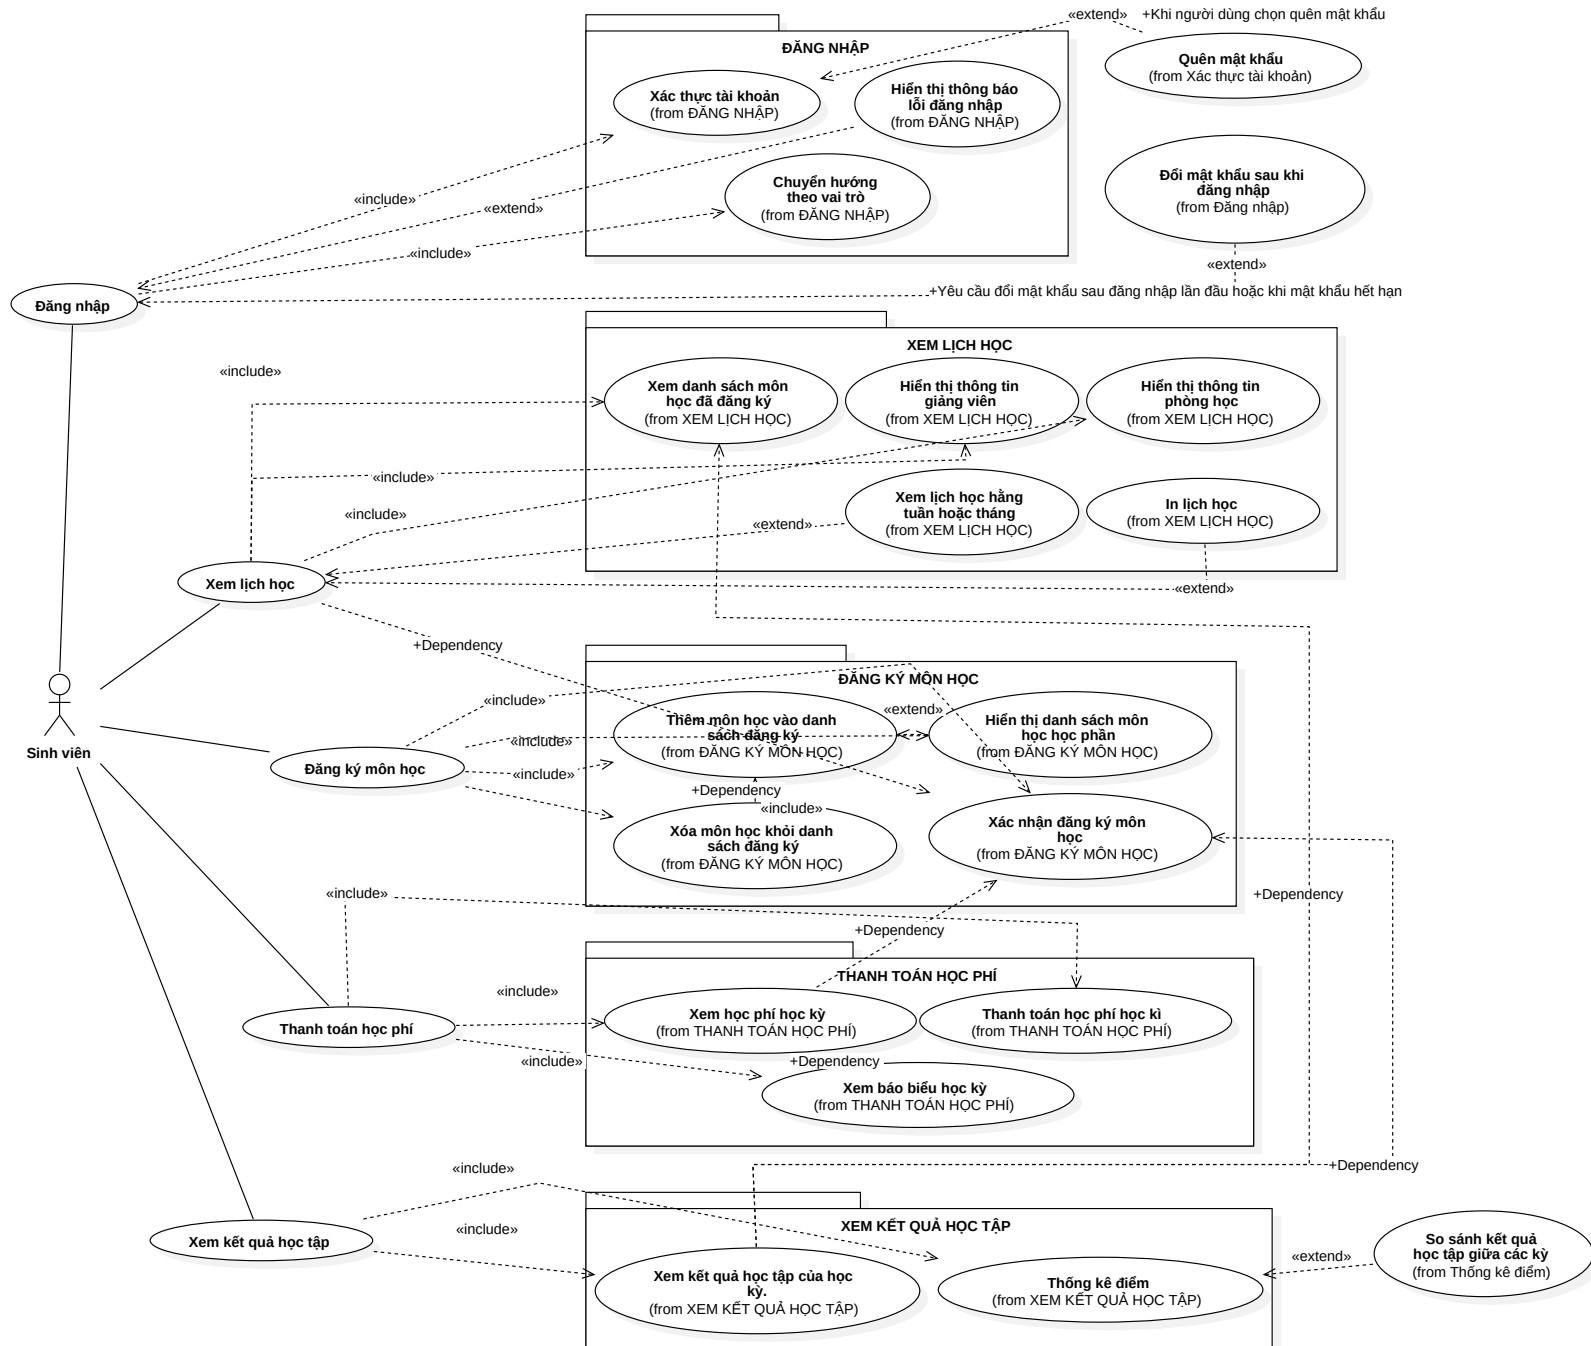 «extend»
+Khi người dùng chọn quên mật khẩu
ĐĂNG NHẬP
Quên mật khẩu
(from Xác thực tài khoản)
Xác thực tài khoản
(from ĐĂNG NHẬP)
Hiển thị thông báo
lỗi đăng nhập
(from ĐĂNG NHẬP)
Chuyển hướng
theo vai trò
(from ĐĂNG NHẬP)
Đổi mật khẩu sau khi
đăng nhập
(from Đăng nhập)
«include»
«extend»
«include»
«extend»
+Yêu cầu đổi mật khẩu sau đăng nhập lần đầu hoặc khi mật khẩu hết hạn
Đăng nhập
XEM LỊCH HỌC
«include»
Xem danh sách môn
học đã đăng ký
(from XEM LỊCH HỌC)
Hiển thị thông tin
giảng viên
(from XEM LỊCH HỌC)
Hiển thị thông tin
phòng học
(from XEM LỊCH HỌC)
«include»
«include»
«extend»
Xem lịch học hằng
tuần hoặc tháng
(from XEM LỊCH HỌC)
In lịch học
(from XEM LỊCH HỌC)
«extend»
Xem lịch học
+Dependency
ĐĂNG KÝ MÔN HỌC
«include»
«extend»
Thêm môn học vào danh
sách đăng ký
(from ĐĂNG KÝ MÔN HỌC)
Hiển thị danh sách môn
học học phần
(from ĐĂNG KÝ MÔN HỌC)
«include»
«include»
Sinh viên
Đăng ký môn học
+Dependency
«include»
Xóa môn học khỏi danh
sách đăng ký
(from ĐĂNG KÝ MÔN HỌC)
Xác nhận đăng ký môn
học
(from ĐĂNG KÝ MÔN HỌC)
«include»
+Dependency
+Dependency
THANH TOÁN HỌC PHÍ
«include»
Xem học phí học kỳ
(from THANH TOÁN HỌC PHÍ)
Thanh toán học phí học kì
(from THANH TOÁN HỌC PHÍ)
Thanh toán học phí
«include»
+Dependency
Xem báo biểu học kỳ
(from THANH TOÁN HỌC PHÍ)
«include»
+Dependency
XEM KẾT QUẢ HỌC TẬP
«include»
Xem kết quả học tập
Xem kết quả học tập của học
kỳ.
(from XEM KẾT QUẢ HỌC TẬP)
Thống kê điểm
(from XEM KẾT QUẢ HỌC TẬP)
«extend»
So sánh kết quả
học tập giữa các kỳ
(from Thống kê điểm)